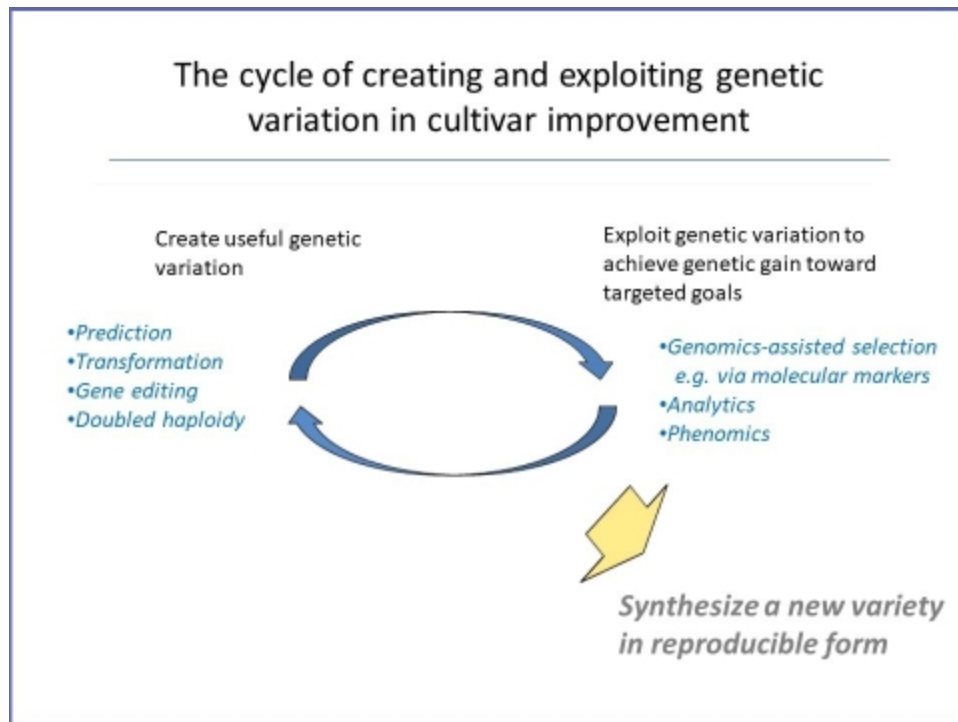 The cycle of creating and exploiting genetic
variation in cultivar improvement
Create useful genetic
variation
•Prediction
•Transformation
•Gene editing
•Doubled haploidy
Exploit genetic variation to
achieve genetic gain toward
targeted goals
•Genomics-assisted selection
e.g. via molecular markers
•Analytics
•Phenomics
Synthesize a new variety
in reproducible form